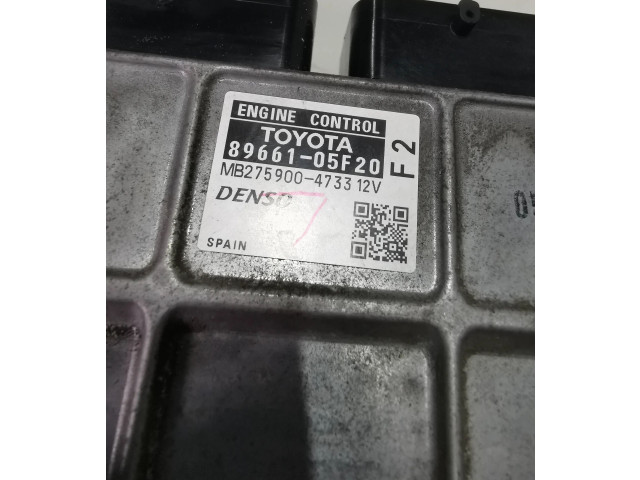 ENGINE CONTROL
TOYOTA
89661-05F20
MB275900-4733 12V
F2
DENSO
SPAIN